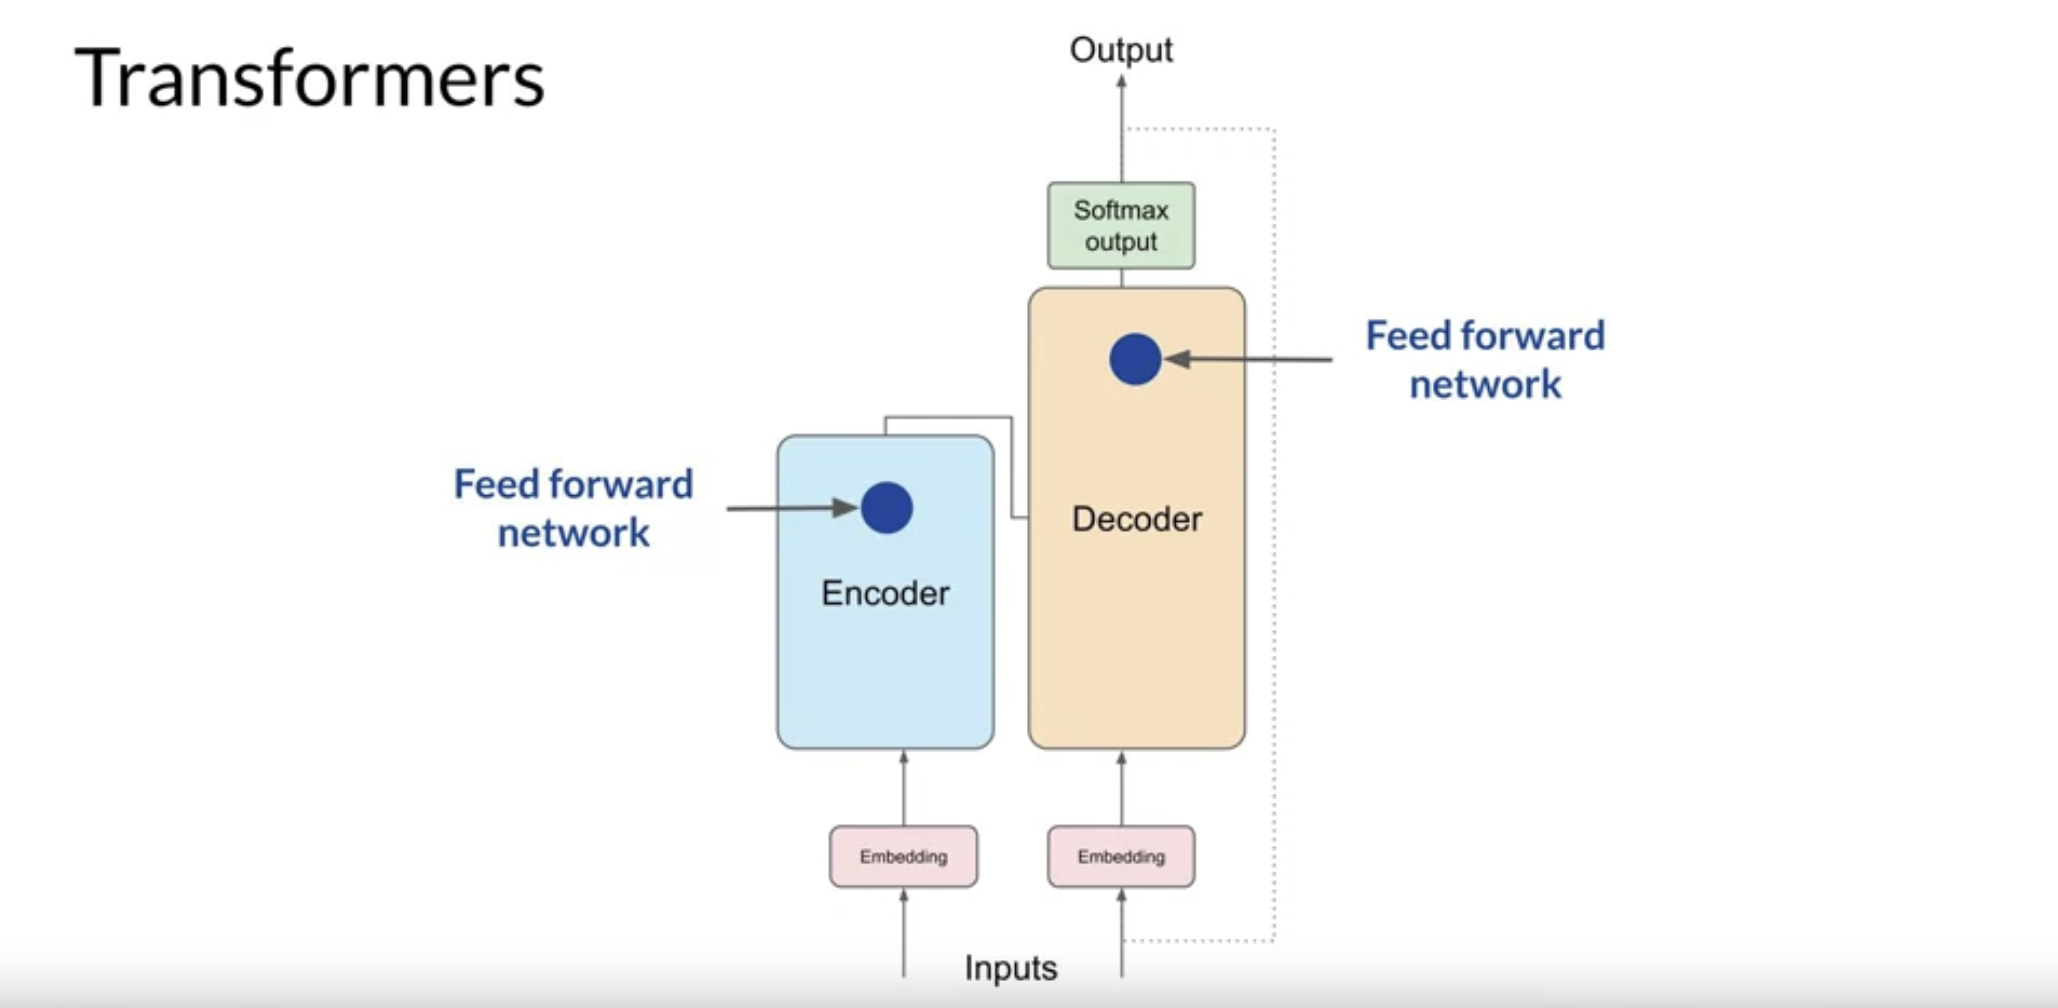 Transformers
Output
Softmax
output
Feed forward
network
Feed forward
network
Decoder
Encoder
Embedding
Embedding
Inputs